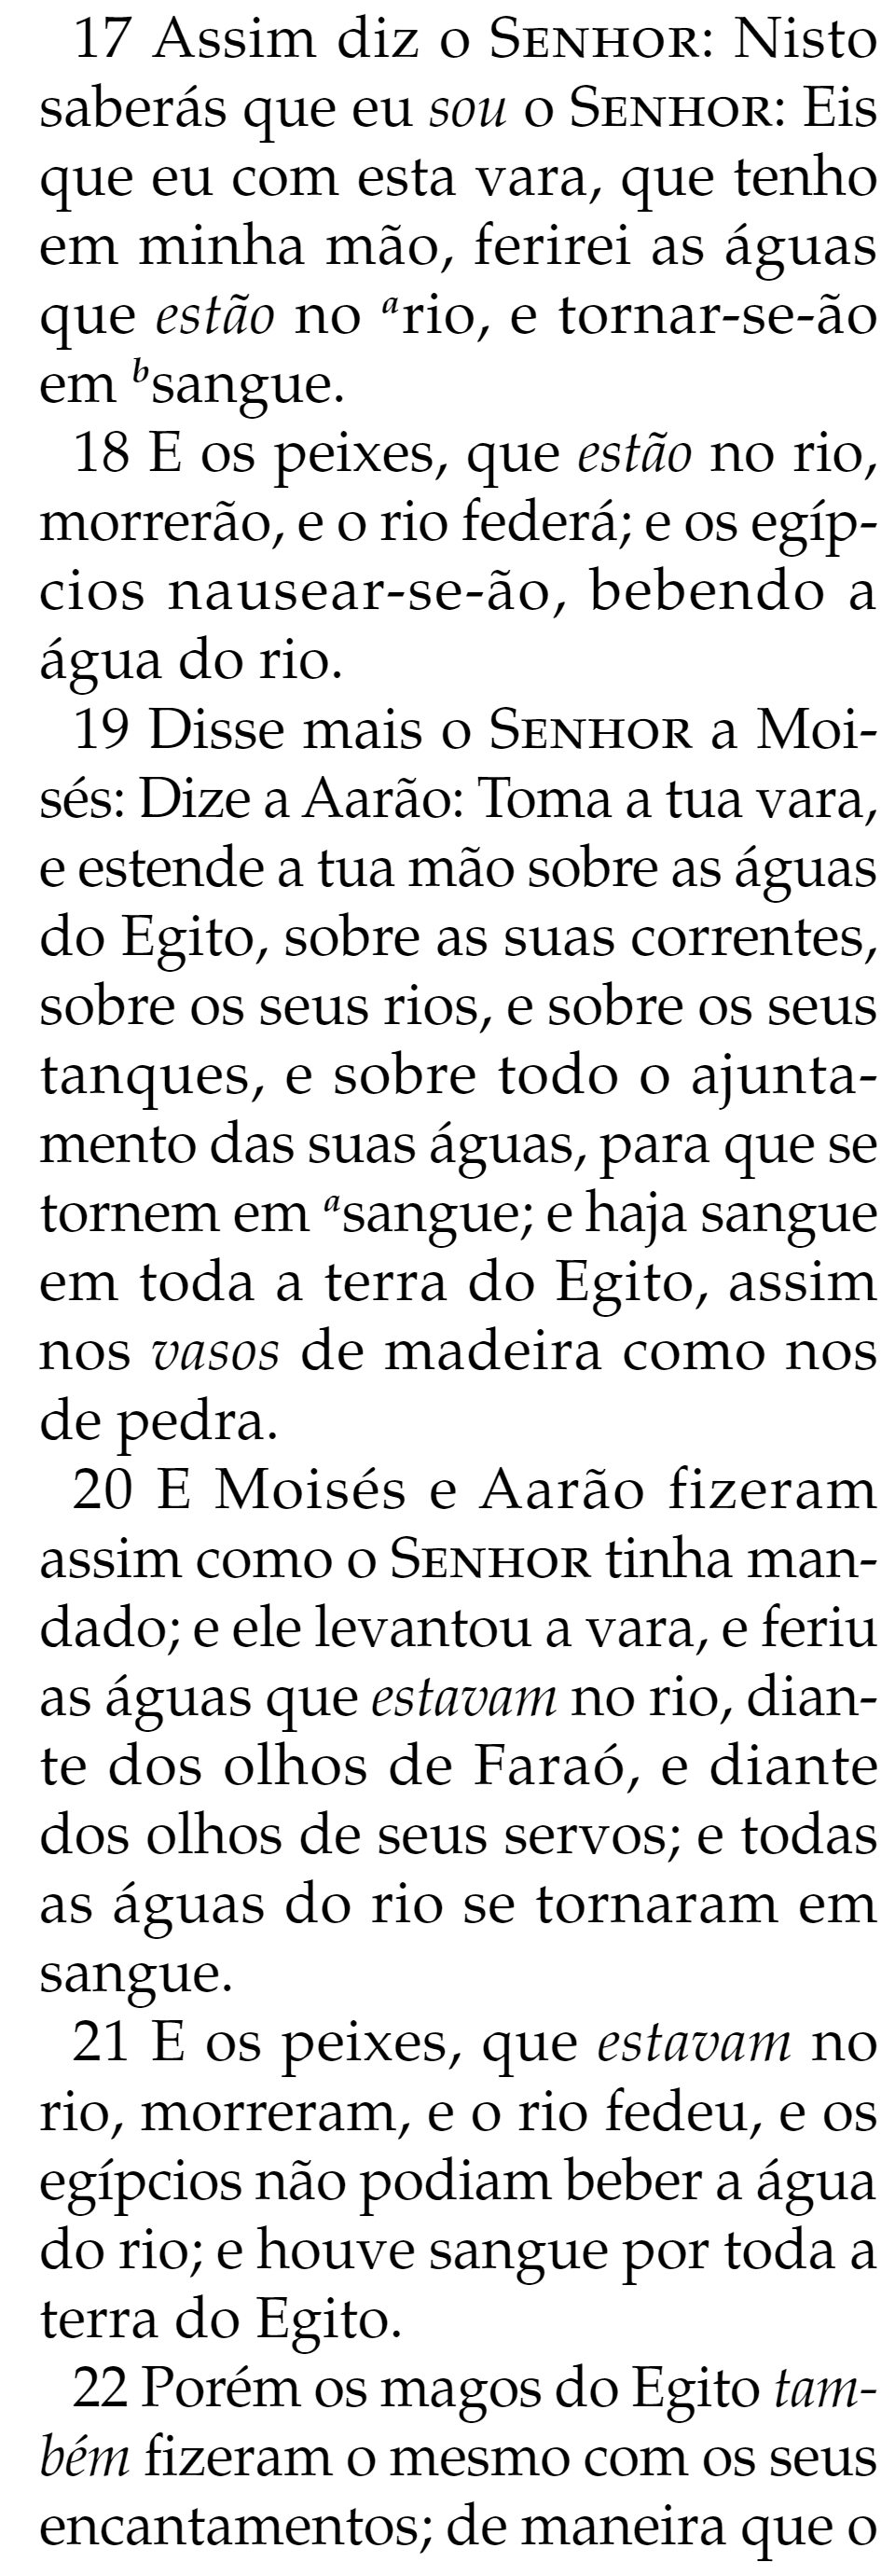 17 Assim diz o SENHOR: Nisto
saberás que eu sou o SENHOR: Eis
que eu com esta vara, que tenho
em minha mão, ferirei as águas
que estão no ᵃrio, e tornar-se-ão
em ᵇsangue.
18 E os peixes, que estão no rio,
morrerão, e o rio federá; e os egíp-
cios nausear-se-ão, bebendo a
água do rio.
19 Disse mais o SENHOR a Moi-
sés: Dize a Aarão: Toma a tua vara,
e estende a tua mão sobre as águas
do Egito, sobre as suas correntes,
sobre os seus rios, e sobre os seus
tanques, e sobre todo o ajunta-
mento das suas águas, para que se
tornem em ᵃsangue; e haja sangue
em toda a terra do Egito, assim
nos vasos de madeira como nos
de pedra.
20 E Moisés e Aarão fizeram
assim como o SENHOR tinha man-
dado; e ele levantou a vara, e feriu
as águas que estavam no rio, dian-
te dos olhos de Faraó, e diante
dos olhos de seus servos; e todas
as águas do rio se tornaram em
sangue.
21 E os peixes, que estavam no
rio, morreram, e o rio fedeu, e os
egípcios não podiam beber a água
do rio; e houve sangue por toda a
terra do Egito.
22 Porém os magos do Egito tam-
bém fizeram o mesmo com os seus
encantamentos; de maneira que o